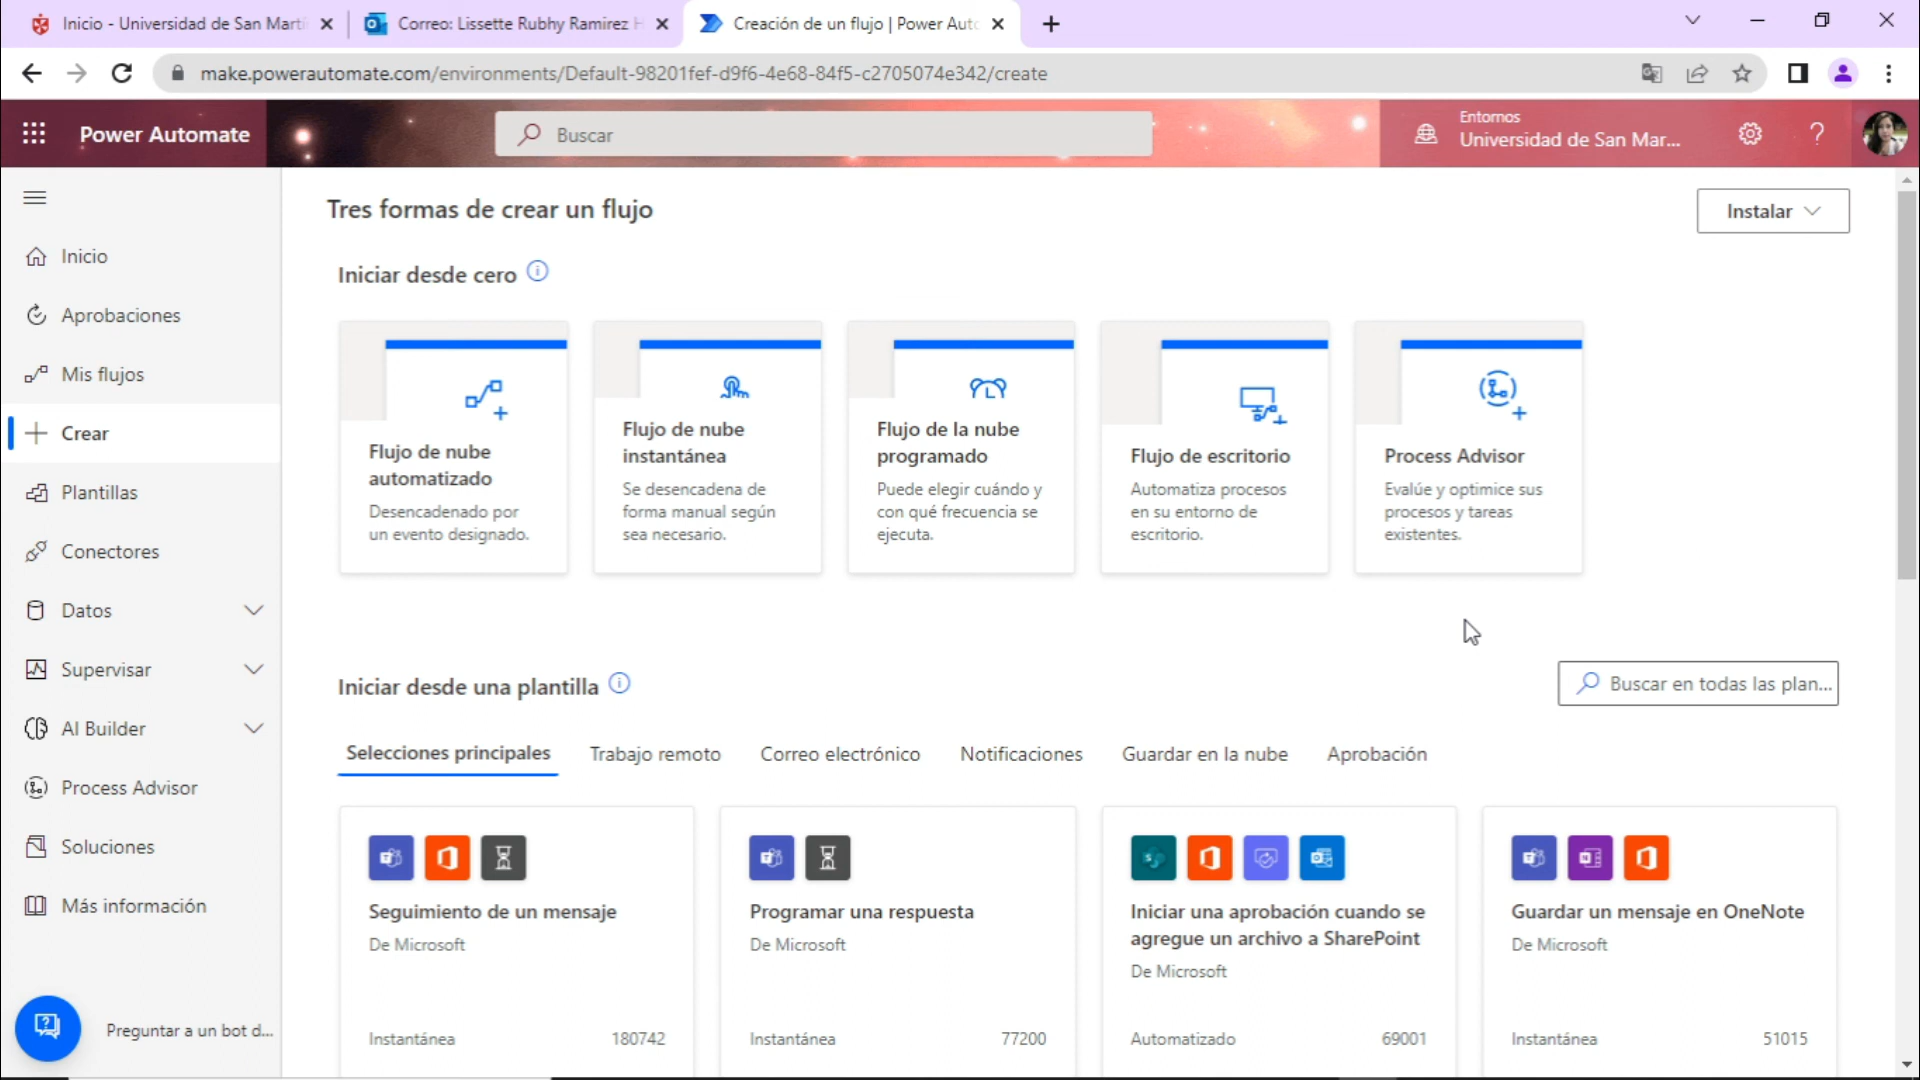 Inicio - Universidad de San Martí
Correo: Lissette Rubhy Ramirez H
Creación de un flujo | Power Auto
make.powerautomate.com/environments/Default-98201fef-d9f6-4e68-84f5-c2705074e342/create
Power Automate
Buscar
Entornos
Universidad de San Mar...
?
Tres formas de crear un flujo
Instalar
Inicio
Aprobaciones
Mis flujos
Crear
Plantillas
Conectores
Datos
Supervisar
AI Builder
Process Advisor
Soluciones
Más información
Preguntar a un bot d...
Iniciar desde cero
Flujo de nube
automatizado
Desencadenado por
un evento designado.
Flujo de nube
instantánea
Se desencadena de
forma manual según
sea necesario.
Flujo de la nube
programado
Puede elegir cuándo y
con qué frecuencia se
ejecuta.
Flujo de escritorio
Automatiza procesos
en su entorno de
escritorio.
Process Advisor
Evalúe y optimice sus
procesos y tareas
existentes.
Iniciar desde una plantilla
Buscar en todas las plan...
Selecciones principales
Trabajo remoto
Correo electrónico
Notificaciones
Guardar en la nube
Aprobación
Seguimiento de un mensaje
De Microsoft
Instantánea 180742
Programar una respuesta
De Microsoft
Instantánea 77200
Iniciar una aprobación cuando se
agregue un archivo a SharePoint
De Microsoft
Automatizado 69001
Guardar un mensaje en OneNote
De Microsoft
Instantánea 51015